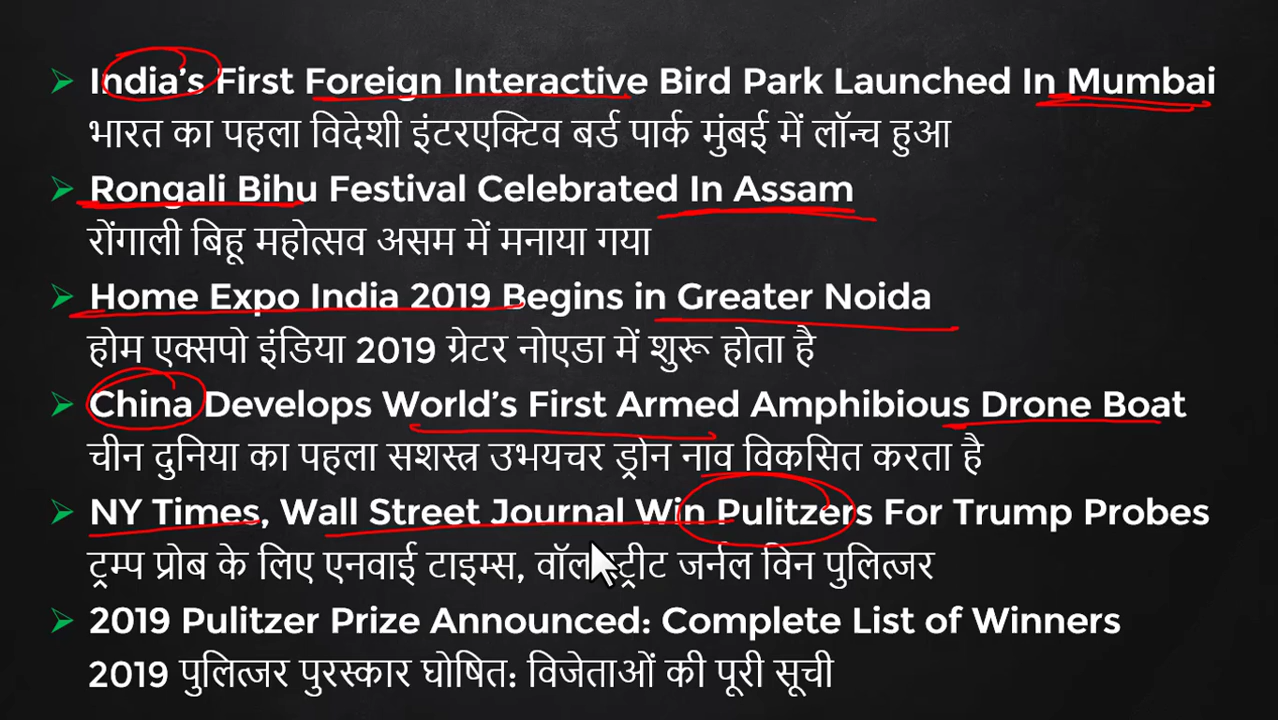 India's First Foreign Interactive Bird Park Launched In Mumbai
भारत का पहला विदेशी इंटरएक्टिव बर्ड पार्क मुंबई में लॉन्च हुआ
Rongali Bihu Festival Celebrated In Assam
रोंगाली बिहू महोत्सव असम में मनाया गया
Home Expo India 2019 Begins in Greater Noida
होम एक्सपो इंडिया 2019 ग्रेटर नोएडा में शुरू होता है
China Develops World's First Armed Amphibious Drone Boat
चीन दुनिया का पहला सशस्त्र उभयचर ड्रोन नाव विकसित करता है
NY Times, Wall Street Journal Win Pulitzers For Trump Probes
ट्रम्प प्रोब के लिए एनवाई टाइम्स, वॉल स्ट्रीट जर्नल विन पुलित्जर
2019 Pulitzer Prize Announced: Complete List of Winners
2019 पुलित्जर पुरस्कार घोषित: विजेताओं की पूरी सूची